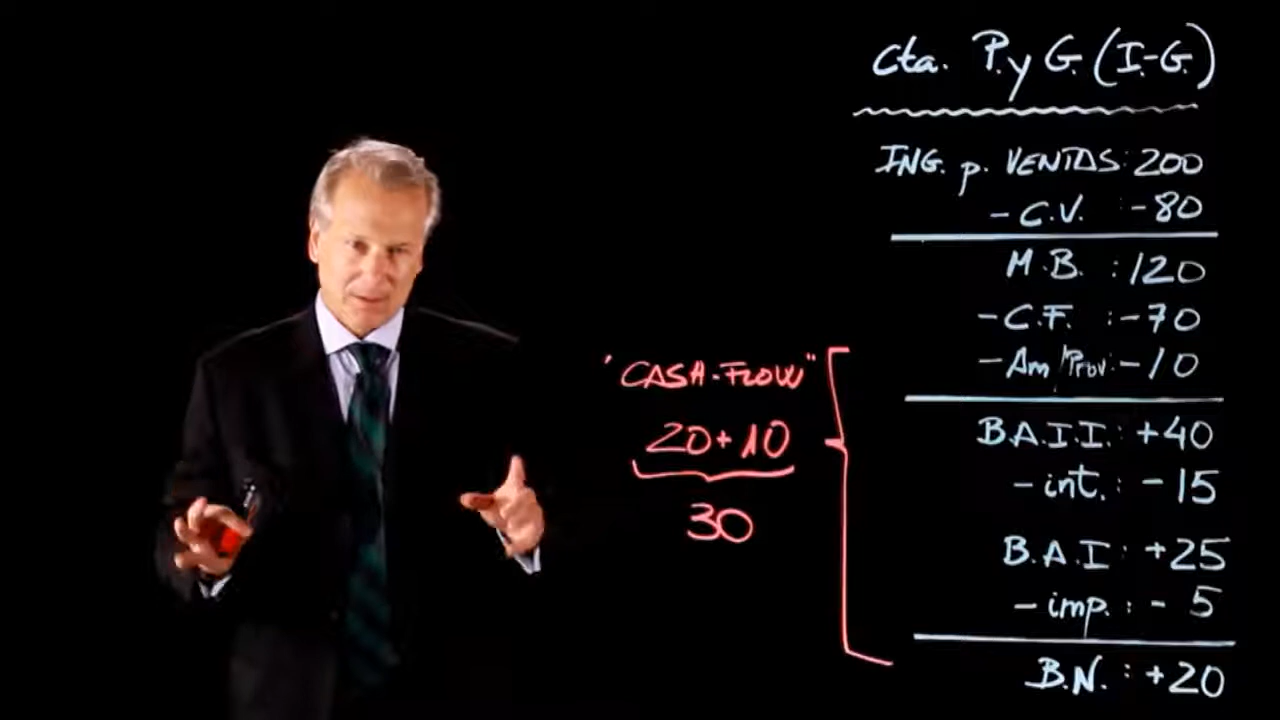 Cta. P. y G. (I.-G.)
ING. p. VENTAS: 200
- C.V. : -80
M.B. : 120
- C.F. : -70
- Am/Prov: -10
B.A.I.I.: +40
- int. : -15
B.A.I: +25
- imp. : - 5
B.N. : +20
"CASH-FLOW"
20+10
30